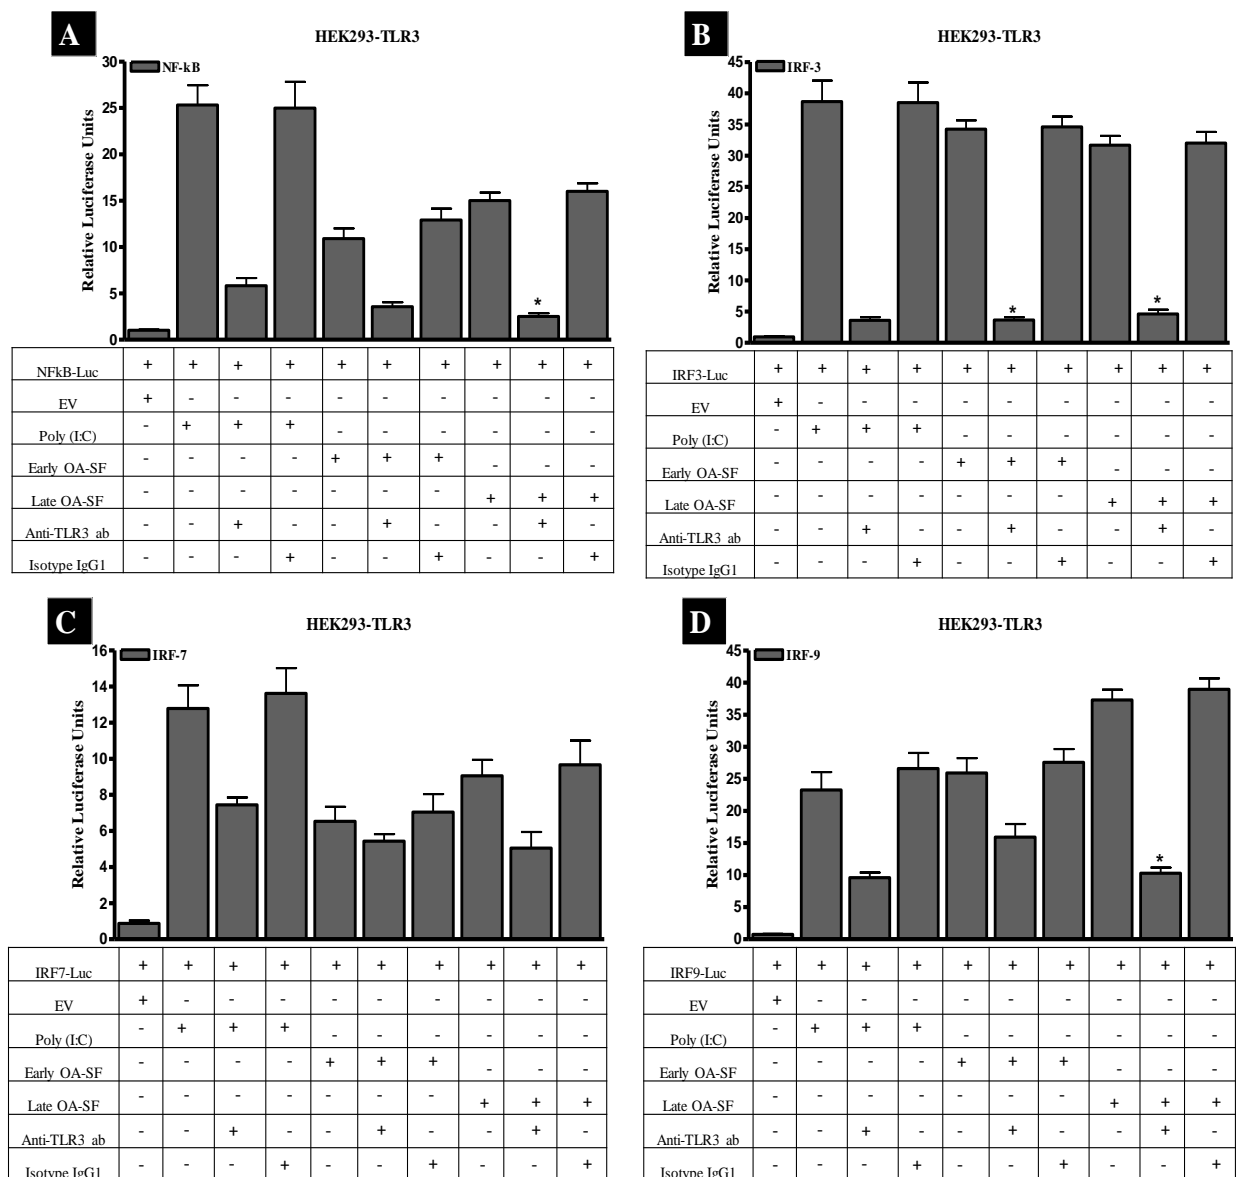 A
HEK293-TLR3
NF-kB
Relative Luciferase Units
30
25
20
15
10
5
0
*
NFkB-Luc + + + + + + + + + +
EV + - - - - - - - - -
Poly (I:C) - + + + - - - - - -
Early OA-SF - - - - + + + - - -
Late OA-SF - - - - - - - + + +
Anti-TLR3 ab - - + - - + - - + -
Isotype IgG1 - - - + - - + - - +
B
HEK293-TLR3
IRF-3
Relative Luciferase Units
45
40
35
30
25
20
15
10
5
0
* *
IRF3-Luc + + + + + + + + + +
EV + - - - - - - - - -
Poly (I:C) - + + + - - - - - -
Early OA-SF - - - - + + + - - -
Late OA-SF - - - - - - - + + +
Anti-TLR3 ab - - + - - + - - + -
Isotype IgG1 - - - + - - + - - +
C
HEK293-TLR3
IRF-7
Relative Luciferase Units
16
14
12
10
8
6
4
2
0
IRF7-Luc + + + + + + + + + +
EV + - - - - - - - - -
Poly (I:C) - + + + - - - - - -
Early OA-SF - - - - + + + - - -
Late OA-SF - - - - - - - + + +
Anti-TLR3 ab - - + - - + - - + -
Isotype IgG1 - - - + - - + - - +
D
HEK293-TLR3
IRF-9
Relative Luciferase Units
45
40
35
30
25
20
15
10
5
0
*
IRF9-Luc + + + + + + + + + +
EV + - - - - - - - - -
Poly (I:C) - + + + - - - - - -
Early OA-SF - - - - + + + - - -
Late OA-SF - - - - - - - + + +
Anti-TLR3 ab - - + - - + - - + -
Isotype IgG1 - - - + - - + - - +